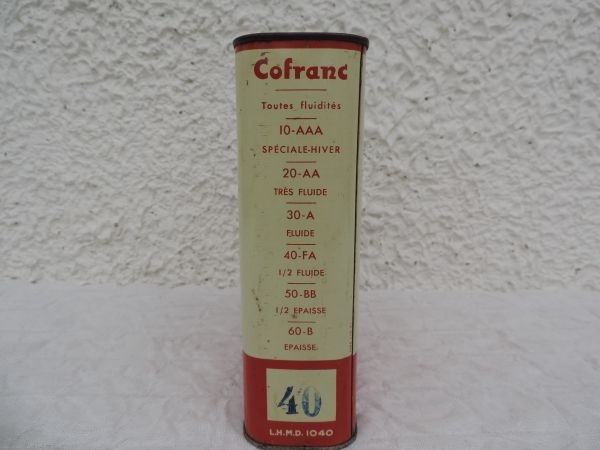 Cofranc
Toutes fluidités
10-AAA
SPÉCIALE-HIVER
20-AA
TRÈS FLUIDE
30-A
FLUIDE
40-FA
1/2 FLUIDE
50-BB
1/2 EPAISSE
60-B
EPAISSE
40
L.H.M.D. 1040